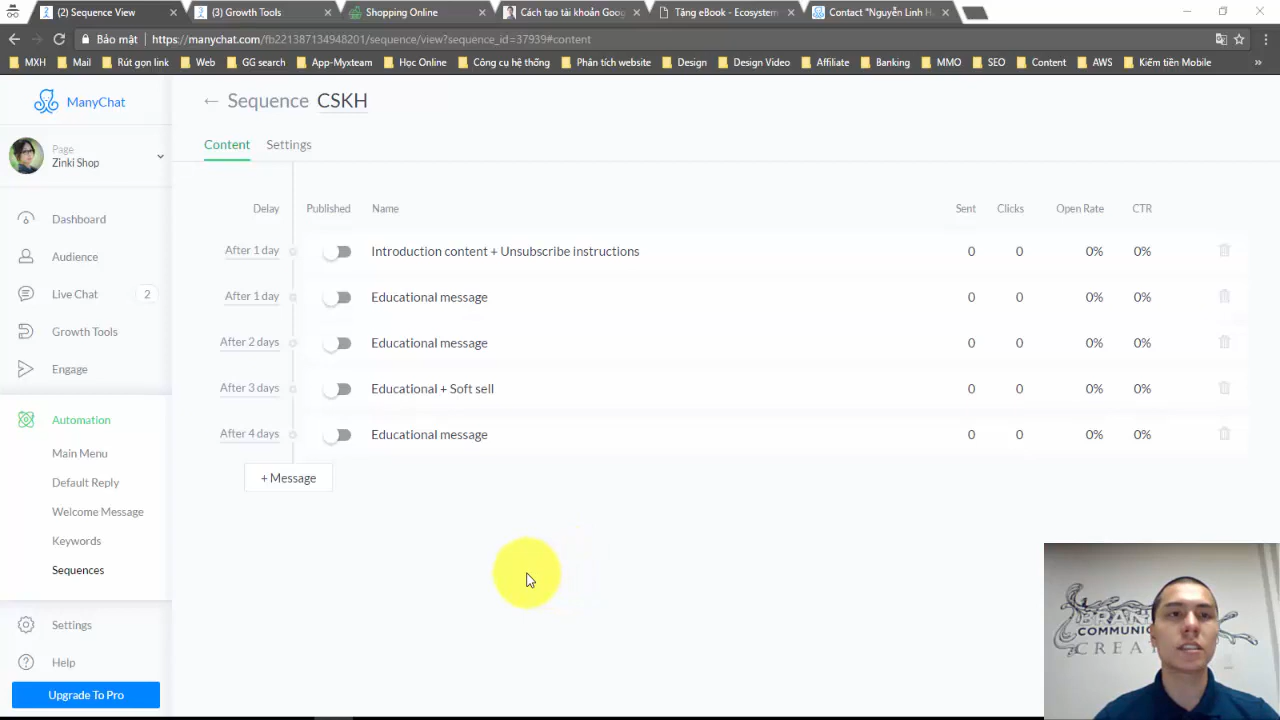 (2) Sequence View
(3) Growth Tools
Shopping Online
Cách tạo tài khoản Goog
Tặng eBook - Ecosystem
Contact "Nguyễn Linh H
Bảo mật
https://manychat.com/fb221387134948201/sequence/view?sequence_id=37939#content
MXH
Mail
Rút gọn link
Web
GG search
App-Myxteam
Học Online
Công cụ hệ thống
Phân tích website
Design
Design Video
Affiliate
Banking
MMO
SEO
Content
AWS
Kiếm tiền Mobile
»
ManyChat
← Sequence CSKH
Page
Zinki Shop
Content
Settings
Delay Published Name Sent Clicks Open Rate CTR
After 1 day Introduction content + Unsubscribe instructions 0 0 0% 0%
After 1 day Educational message 0 0 0% 0%
After 2 days Educational message 0 0 0% 0%
After 3 days Educational + Soft sell 0 0 0% 0%
After 4 days Educational message 0 0 0% 0%
+ Message
Dashboard
Audience
Live Chat 2
Growth Tools
Engage
Automation
Main Menu
Default Reply
Welcome Message
Keywords
Sequences
Settings
Help
Upgrade To Pro
COMMUNIC